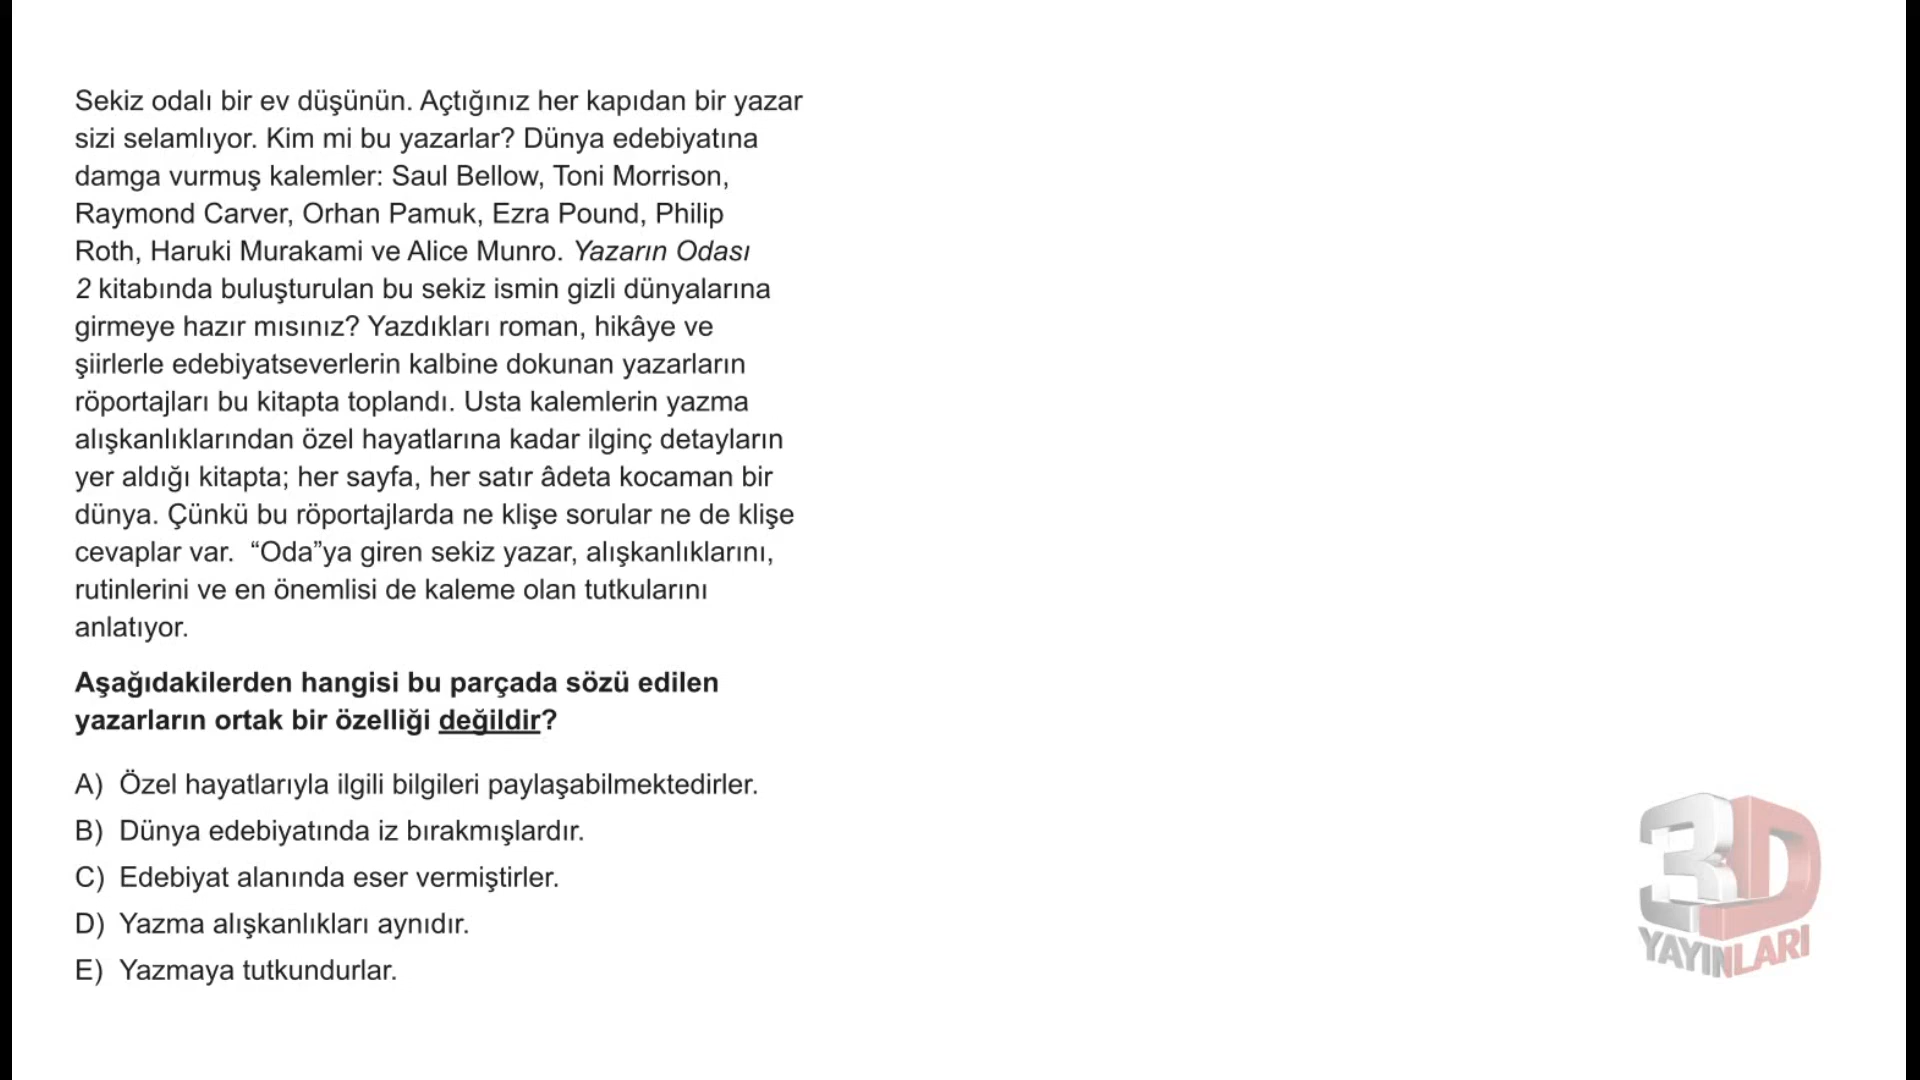 Sekiz odalı bir ev düşünün. Açtığınız her kapıdan bir yazar
sizi selamlıyor. Kim mi bu yazarlar? Dünya edebiyatına
damga vurmuş kalemler: Saul Bellow, Toni Morrison,
Raymond Carver, Orhan Pamuk, Ezra Pound, Philip
Roth, Haruki Murakami ve Alice Munro. Yazarın Odası
2 kitabında buluşturulan bu sekiz ismin gizli dünyalarına
girmeye hazır mısınız? Yazdıkları roman, hikâye ve
şiirlerle edebiyatseverlerin kalbine dokunan yazarların
röportajları bu kitapta toplandı. Usta kalemlerin yazma
alışkanlıklarından özel hayatlarına kadar ilginç detayların
yer aldığı kitapta; her sayfa, her satır âdeta kocaman bir
dünya. Çünkü bu röportajlarda ne klişe sorular ne de klişe
cevaplar var. “Oda”ya giren sekiz yazar, alışkanlıklarını,
rutinlerini ve en önemlisi de kaleme olan tutkularını
anlatıyor.
Aşağıdakilerden hangisi bu parçada sözü edilen
yazarların ortak bir özelliği değildir?
A) Özel hayatlarıyla ilgili bilgileri paylaşabilmektedirler.
B) Dünya edebiyatında iz bırakmışlardır.
C) Edebiyat alanında eser vermiştirler.
D) Yazma alışkanlıkları aynıdır.
E) Yazmaya tutkundurlar.
3D
YAYINLARI